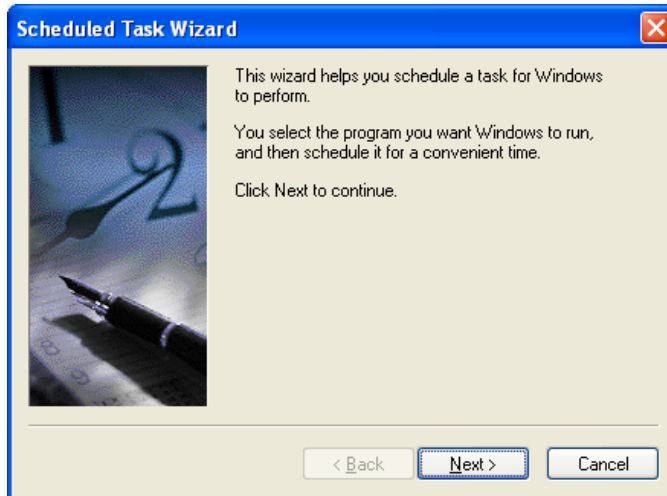 Scheduled Task Wizard
This wizard helps you schedule a task for Windows
to perform.
You select the program you want Windows to run,
and then schedule it for a convenient time.
Click Next to continue.
2
< Back
Next >
Cancel